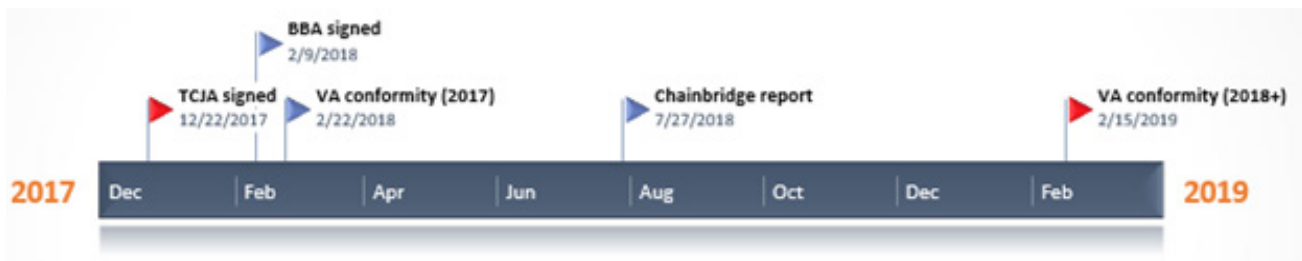 BBA signed
2/9/2018
TCJA signed
12/22/2017
VA conformity (2017)
2/22/2018
Chainbridge report
7/27/2018
VA conformity (2018+)
2/15/2019
2017 Dec Feb Apr Jun Aug Oct Dec Feb 2019